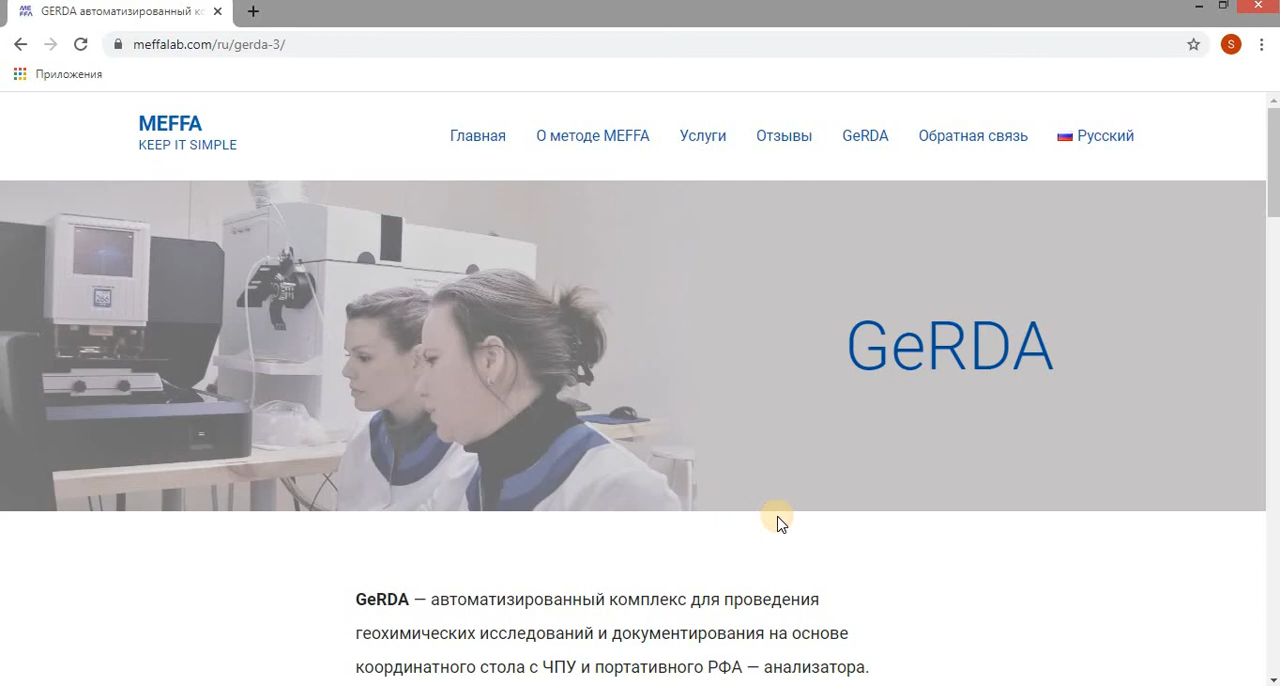 GERDA автоматизированный
meffalab.com/ru/gerda-3/
S
Приложения
MEFFA
KEEP IT SIMPLE
Главная О методе MEFFA Услуги Отзывы GeRDA Обратная связь Русский
GeRDA
GeRDA — автоматизированный комплекс для проведения
геохимических исследований и документирования на основе
координатного стола с ЧПУ и портативного РФА — анализатора.